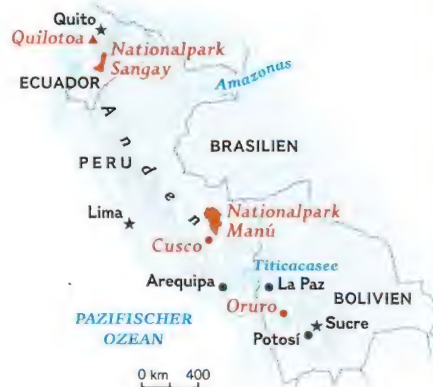 Quito
Quilotoa
Nationalpark
Sangay
ECUADOR
Amazonas
Anden
PERU
BRASILIEN
Lima
Nationalpark
Manú
Cusco
Titicacasee
Arequipa
La Paz
BOLIVIEN
Oruro
PAZIFISCHER
OZEAN
Sucre
Potosí
0 km 400